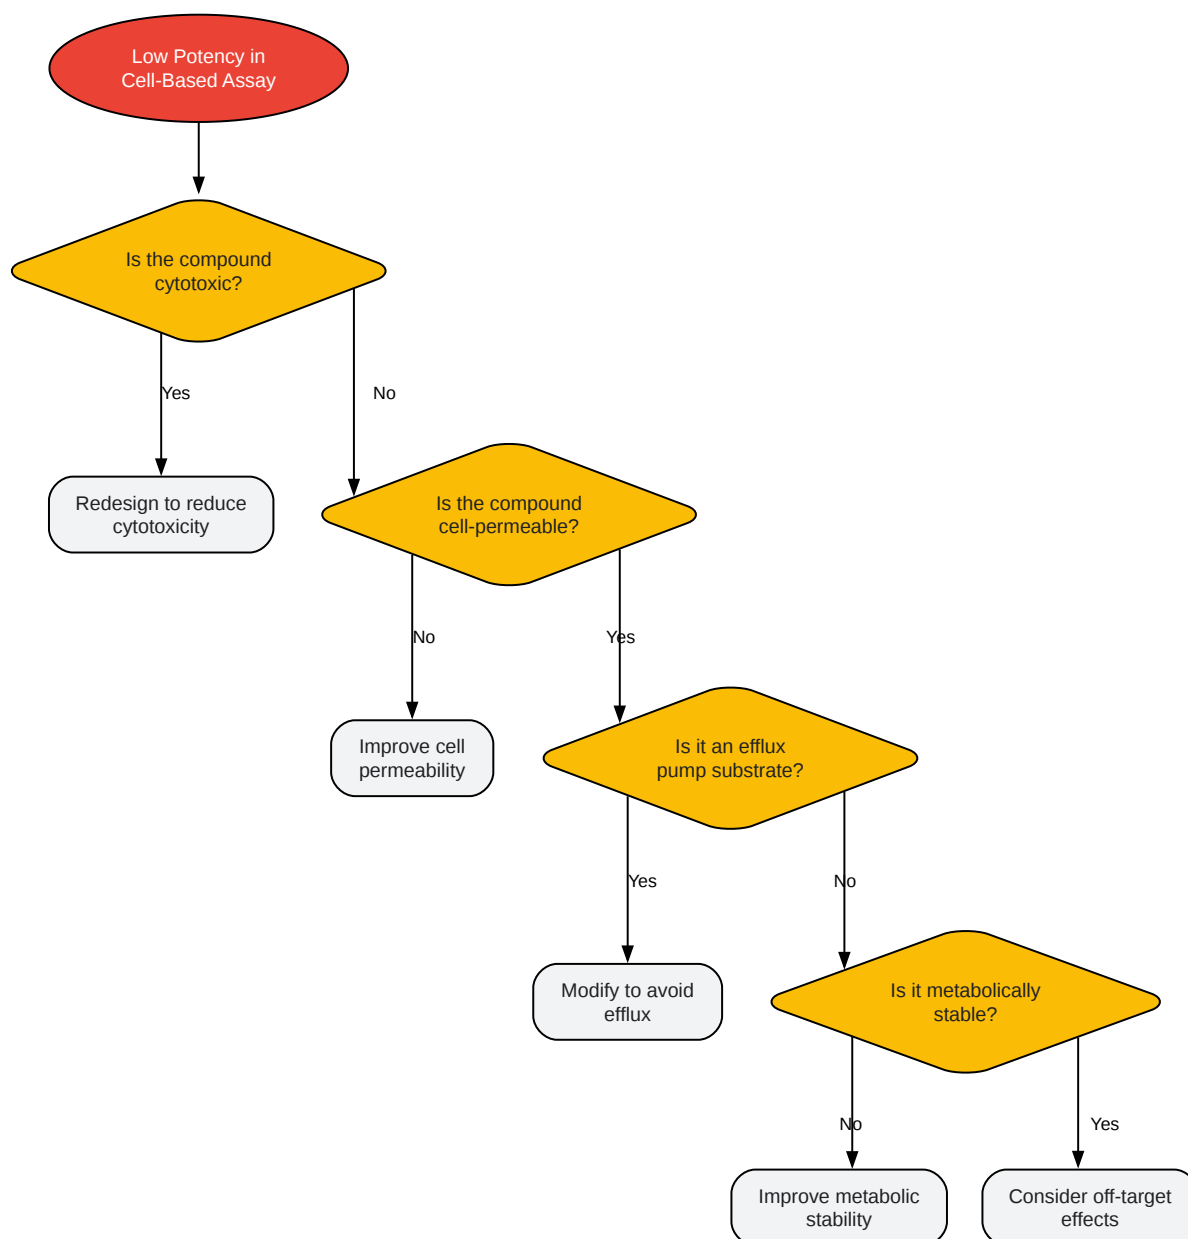 Low Potency in
Cell-Based Assay
Is the compound
cytotoxic?
Yes
No
Redesign to reduce
cytotoxicity
Is the compound
cell-permeable?
No
Yes
Improve cell
permeability
Is it an efflux
pump substrate?
Yes
No
Modify to avoid
efflux
Is it metabolically
stable?
No
Yes
Improve metabolic
stability
Consider off-target
effects